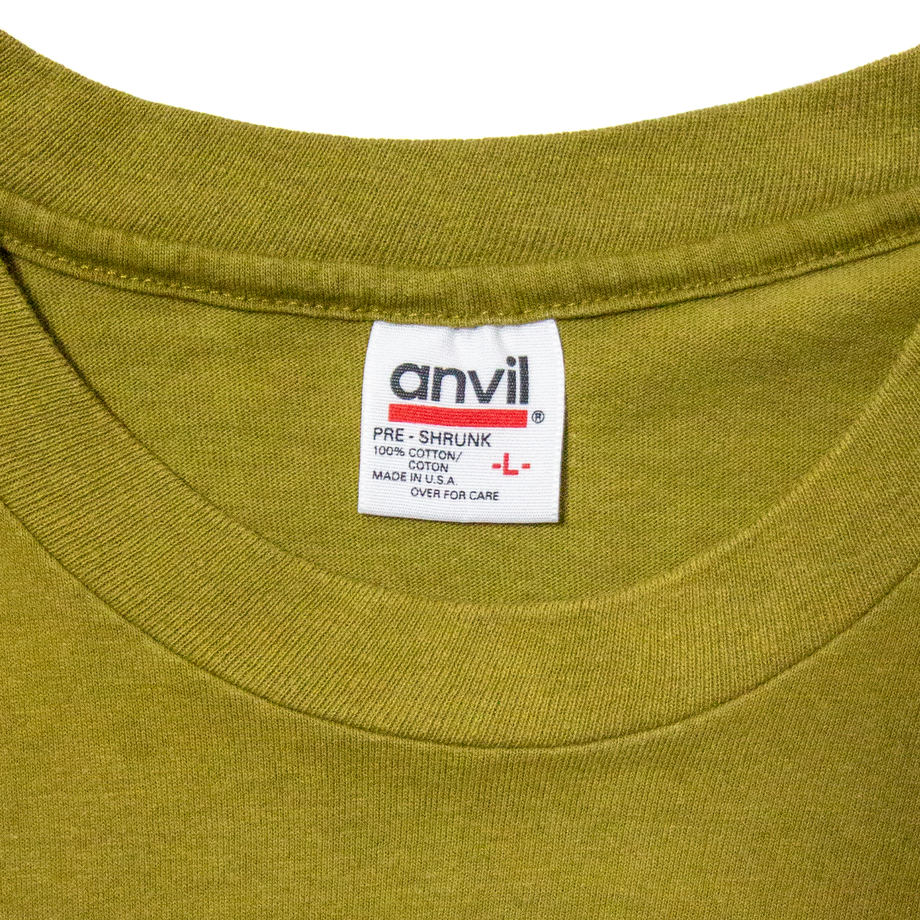 anvil®
PRE - SHRUNK
100% COTTON/
COTON
-L-
MADE IN U.S.A.
OVER FOR CARE